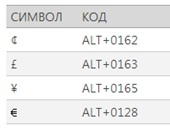 СИМВОЛ КОД
₵ ALT+0162
£ ALT+0163
¥ ALT+0165
€ ALT+0128